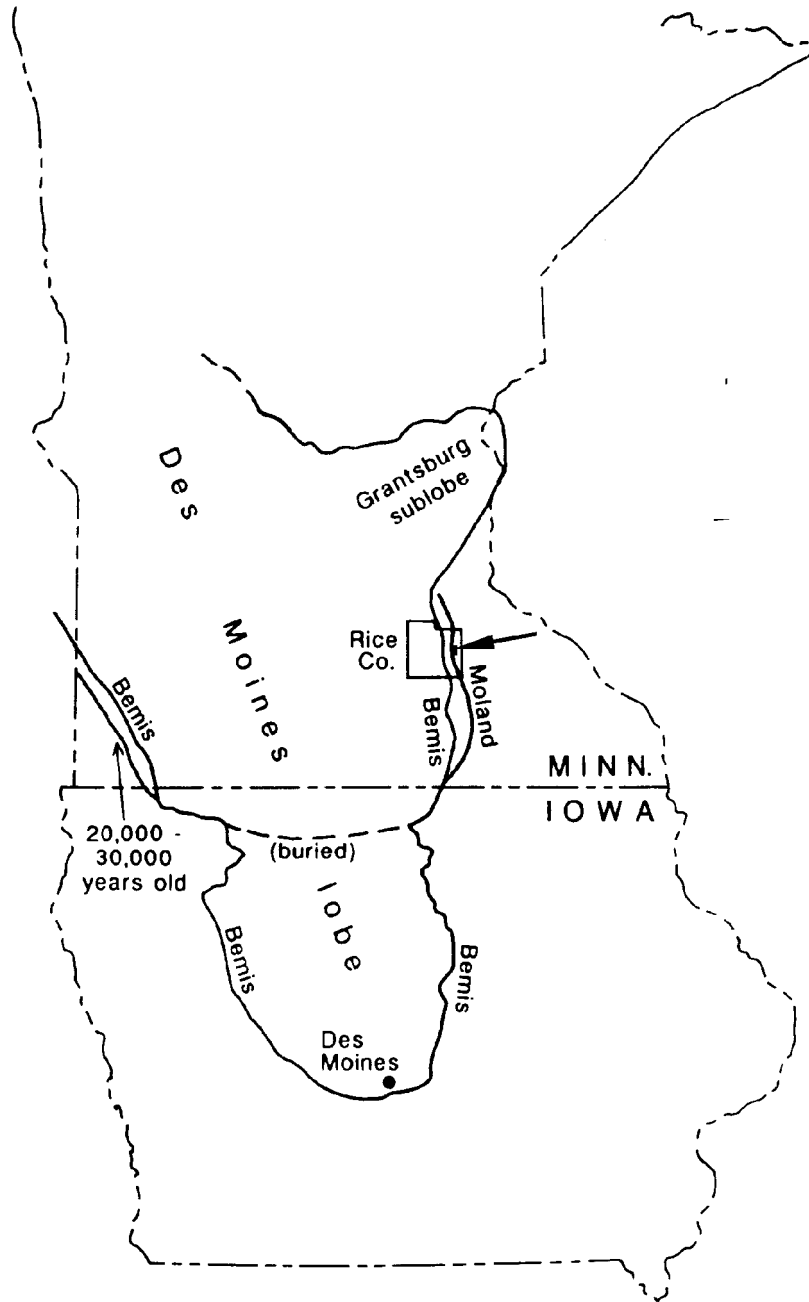 Des
Moines
lobe
Grantsburg
sublobe
Rice
Co.
Moland
Bemis
Bemis
MINN.
IOWA
20,000 -
30,000
years old
(buried)
Bemis
Bemis
Des
Moines